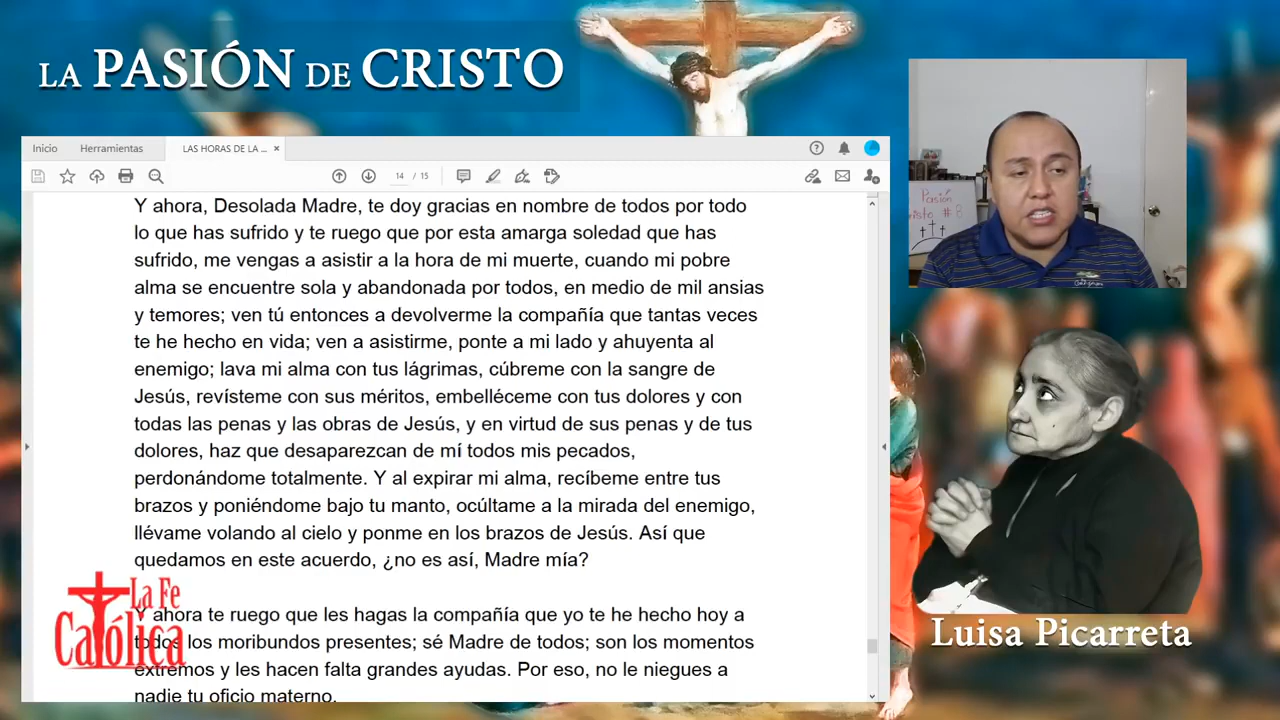 LA PASIÓN DE CRISTO
Inicio
Herramientas
LAS HORAS DE LA ...
14 / 15
Y ahora, Desolada Madre, te doy gracias en nombre de todos por todo
lo que has sufrido y te ruego que por esta amarga soledad que has
sufrido, me vengas a asistir a la hora de mi muerte, cuando mi pobre
alma se encuentre sola y abandonada por todos, en medio de mil ansias
y temores; ven tú entonces a devolverme la compañía que tantas veces
te he hecho en vida; ven a asistirme, ponte a mi lado y ahuyenta al
enemigo; lava mi alma con tus lágrimas, cúbreme con la sangre de
Jesús, revísteme con sus méritos, embelléceme con tus dolores y con
todas las penas y las obras de Jesús, y en virtud de sus penas y de tus
dolores, haz que desaparezcan de mí todos mis pecados,
perdonándome totalmente. Y al expirar mi alma, recíbeme entre tus
brazos y poniéndome bajo tu manto, ocúltame a la mirada del enemigo,
llévame volando al cielo y ponme en los brazos de Jesús. Así que
quedamos en este acuerdo, ¿no es así, Madre mía?
Y ahora te ruego que les hagas la compañía que yo te he hecho hoy a
todos los moribundos presentes; sé Madre de todos; son los momentos
extremos y les hacen falta grandes ayudas. Por eso, no le niegues a
nadie tu oficio materno.
La Fe
Católica
Pasión
risto # 8
Luisa Picarreta